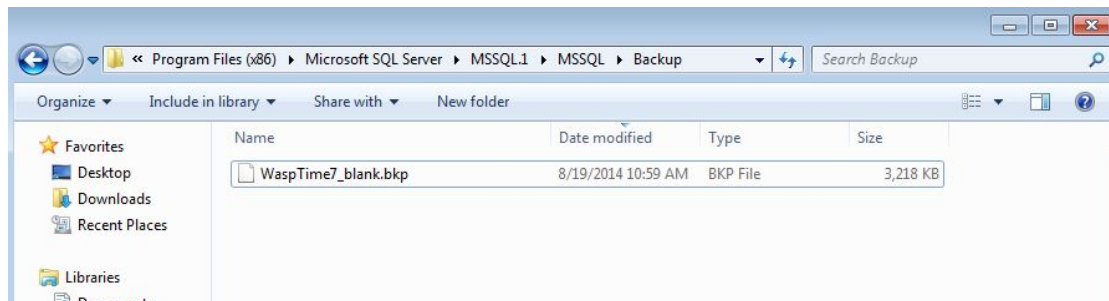 « Program Files (x86) ▸ Microsoft SQL Server ▸ MSSQL.1 ▸ MSSQL ▸ Backup
Search Backup
Organize Include in library Share with New folder
Favorites
Desktop
Downloads
Recent Places
Libraries
Name Date modified Type Size
WaspTime7_blank.bkp 8/19/2014 10:59 AM BKP File 3,218 KB